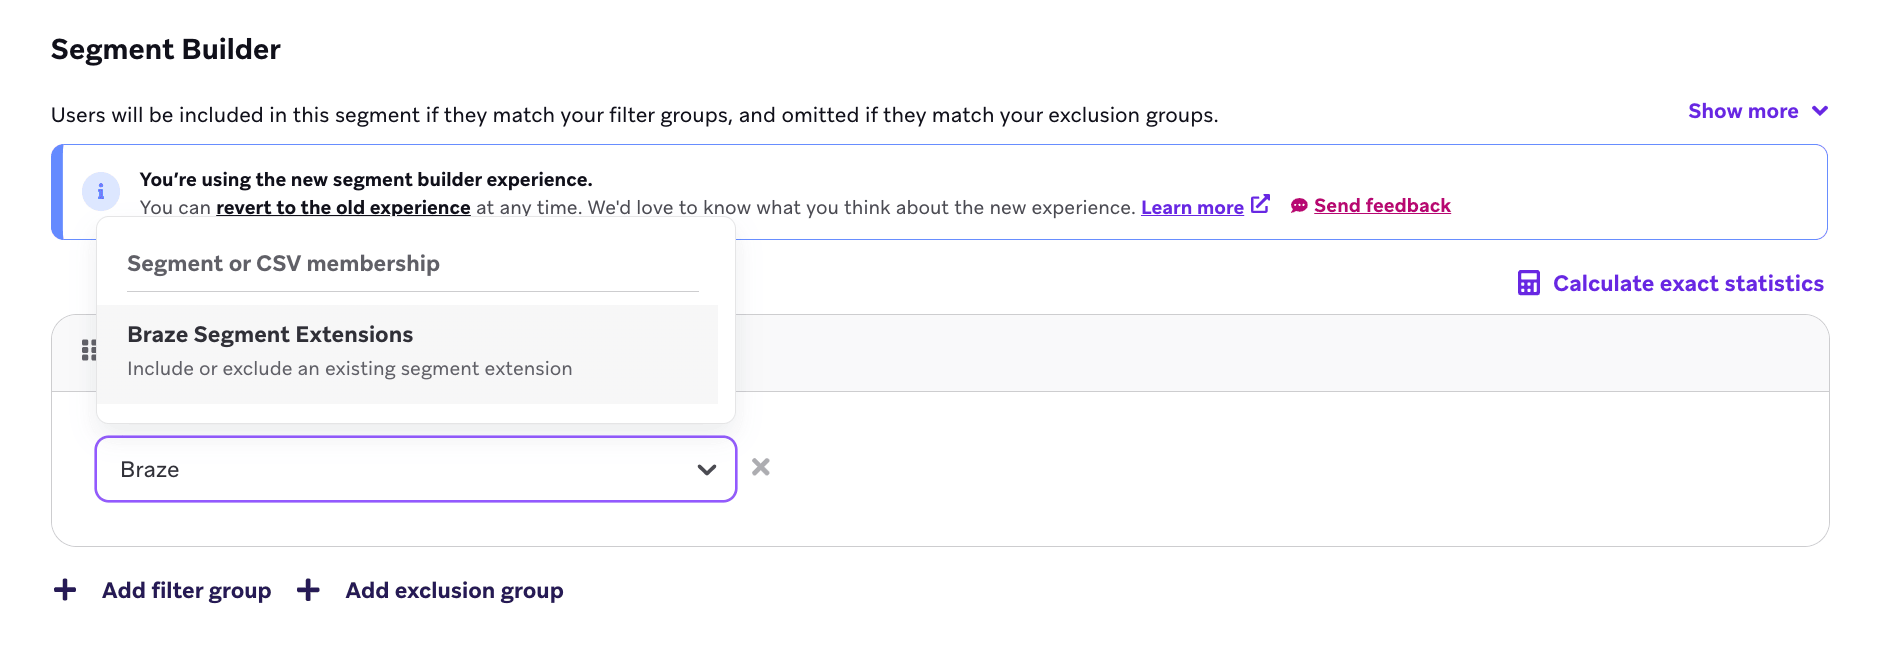 Segment Builder
Users will be included in this segment if they match your filter groups, and omitted if they match your exclusion groups.
Show more
You're using the new segment builder experience.
You can revert to the old experience at any time. We'd love to know what you think about the new experience. Learn more Send feedback
Segment or CSV membership
Calculate exact statistics
Braze Segment Extensions
Include or exclude an existing segment extension
Braze
Add filter group Add exclusion group